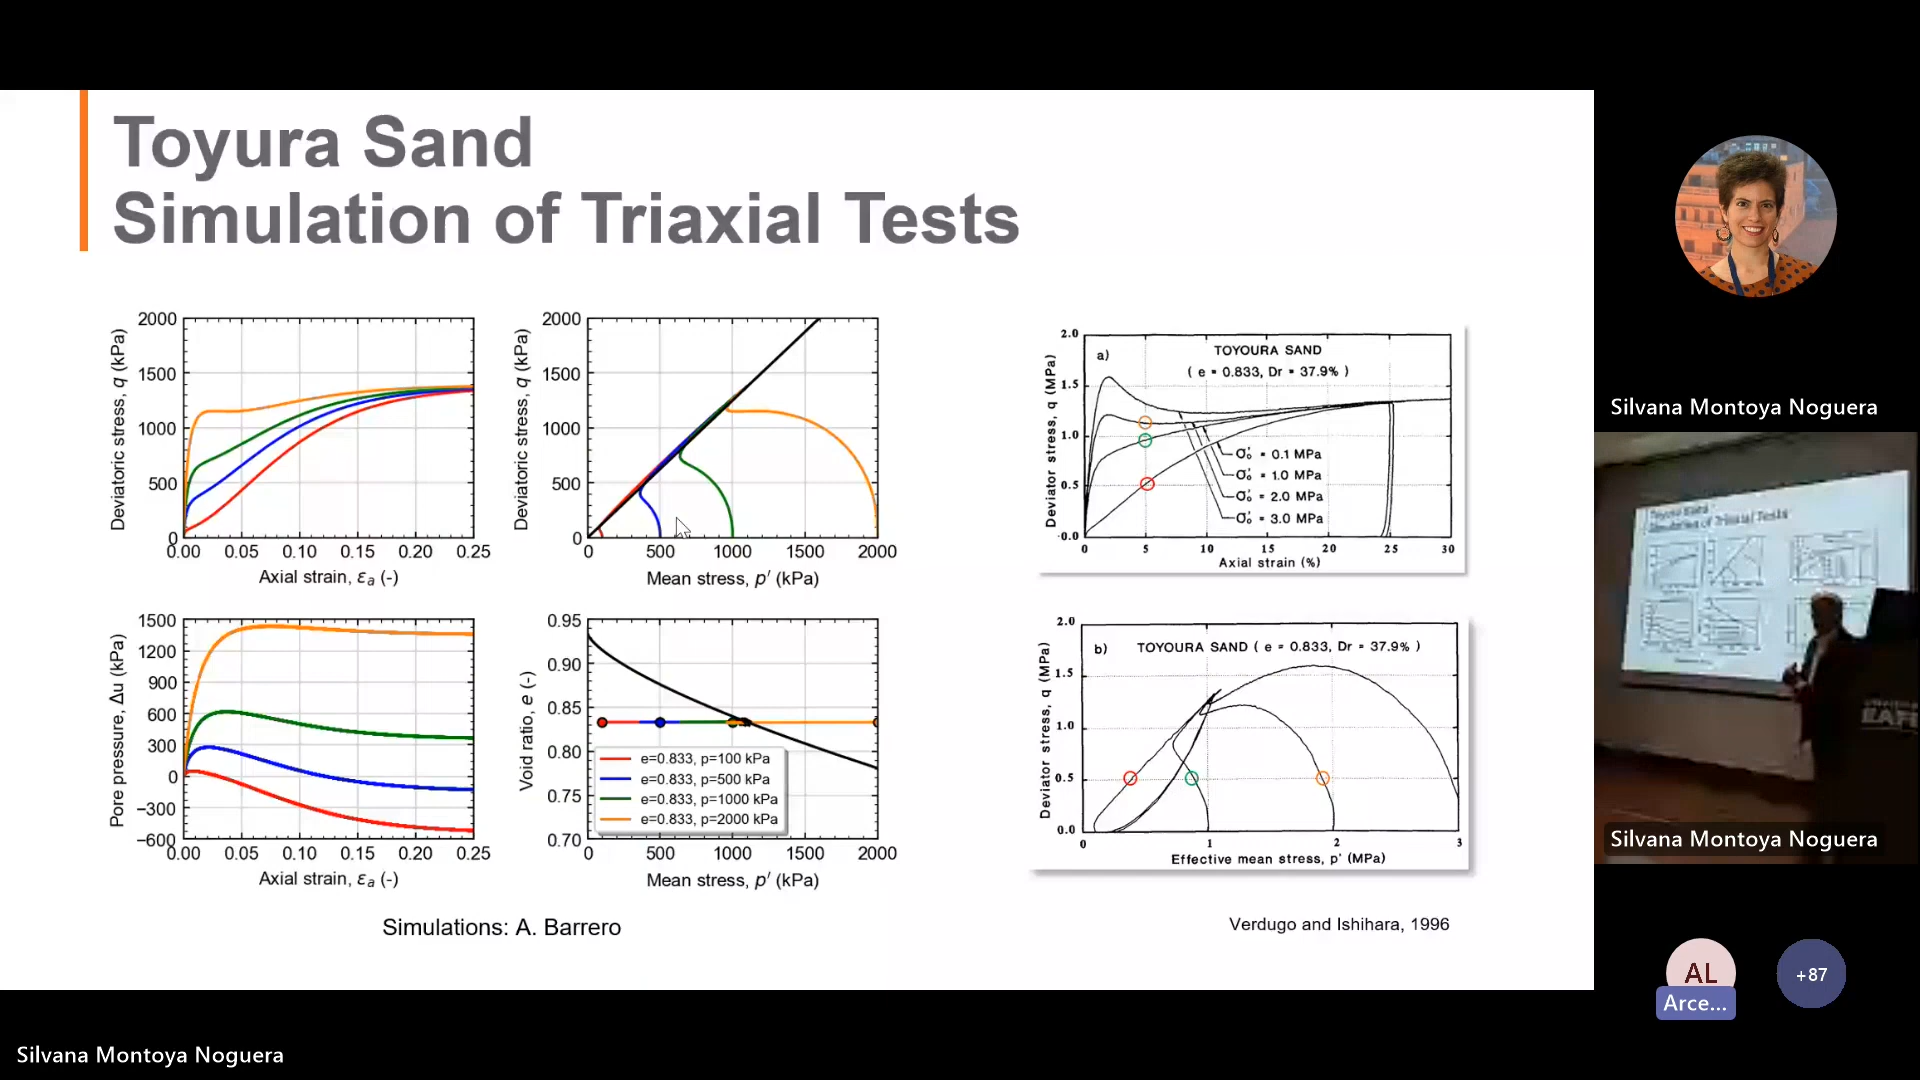 Toyura Sand
Simulation of Triaxial Tests
2000
1500
1000
500
0
Deviatoric stress, q (kPa)
0.00 0.05 0.10 0.15 0.20 0.25
Axial strain, εa (-)
2000
1500
1000
500
0
Deviatoric stress, q (kPa)
0 500 1000 1500 2000
Mean stress, p′ (kPa)
2.0
1.5
1.0
0.5
0.0
Deviator stress, q (MPa)
a)
TOYOURA SAND
( e = 0.833, Dr = 37.9% )
σ₀′ = 0.1 MPa
σ₀′ = 1.0 MPa
σ₀′ = 2.0 MPa
σ₀′ = 3.0 MPa
0 5 10 15 20 25 30
Axial strain (%)
1500
1200
900
600
300
0
−300
−600
Pore pressure, Δu (kPa)
0.00 0.05 0.10 0.15 0.20 0.25
Axial strain, εa (-)
0.95
0.90
0.85
0.80
0.75
0.70
Void ratio, e (-)
e=0.833, p=100 kPa
e=0.833, p=500 kPa
e=0.833, p=1000 kPa
e=0.833, p=2000 kPa
0 500 1000 1500 2000
Mean stress, p′ (kPa)
2.0
1.5
1.0
0.5
0.0
Deviator stress, q (MPa)
b) TOYOURA SAND ( e = 0.833, Dr = 37.9% )
0 1 2 3
Effective mean stress, p' (MPa)
Simulations: A. Barrero
Verdugo and Ishihara, 1996
Silvana Montoya Noguera
Toyura Sand
Simulation of Triaxial Tests
Silvana Montoya Noguera
AL
Arce...
+87
Silvana Montoya Noguera